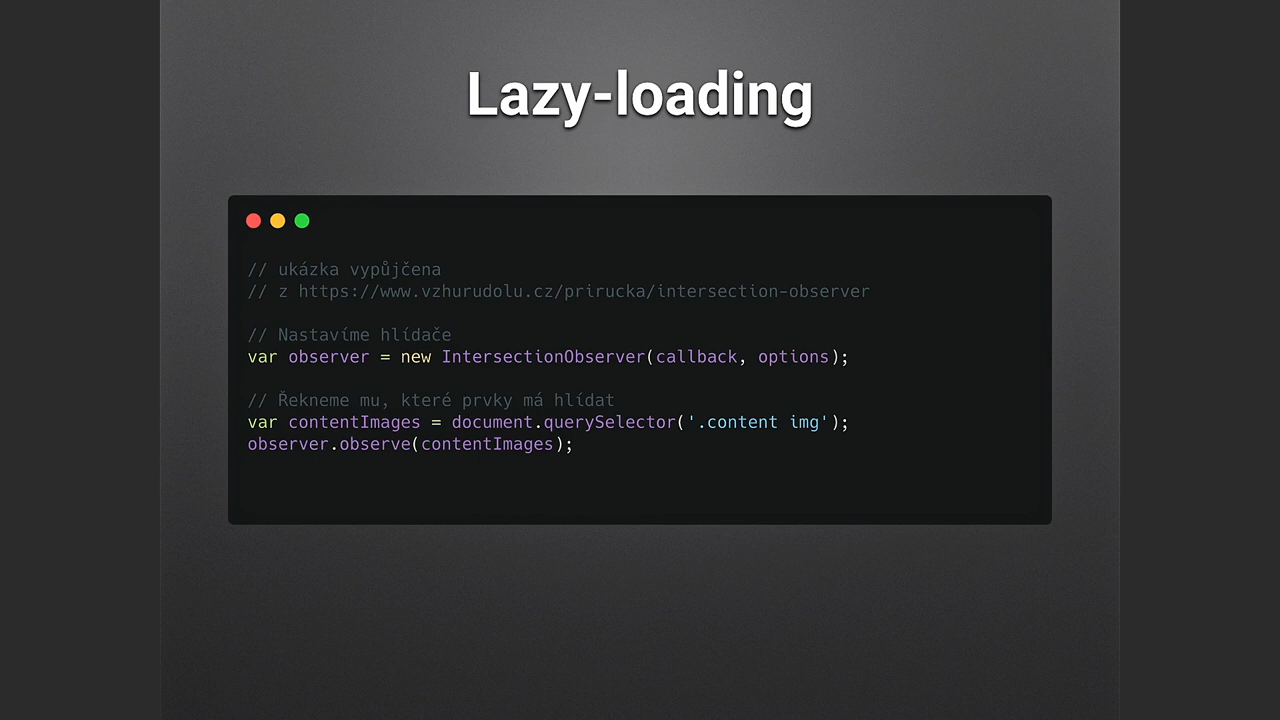 Lazy-loading
// ukázka vypůjčena
// z https://www.vzhurudolu.cz/prirucka/intersection-observer
// Nastavíme hlídače
var observer = new IntersectionObserver(callback, options);
// Řekneme mu, které prvky má hlídat
var contentImages = document.querySelector('.content img');
observer.observe(contentImages);